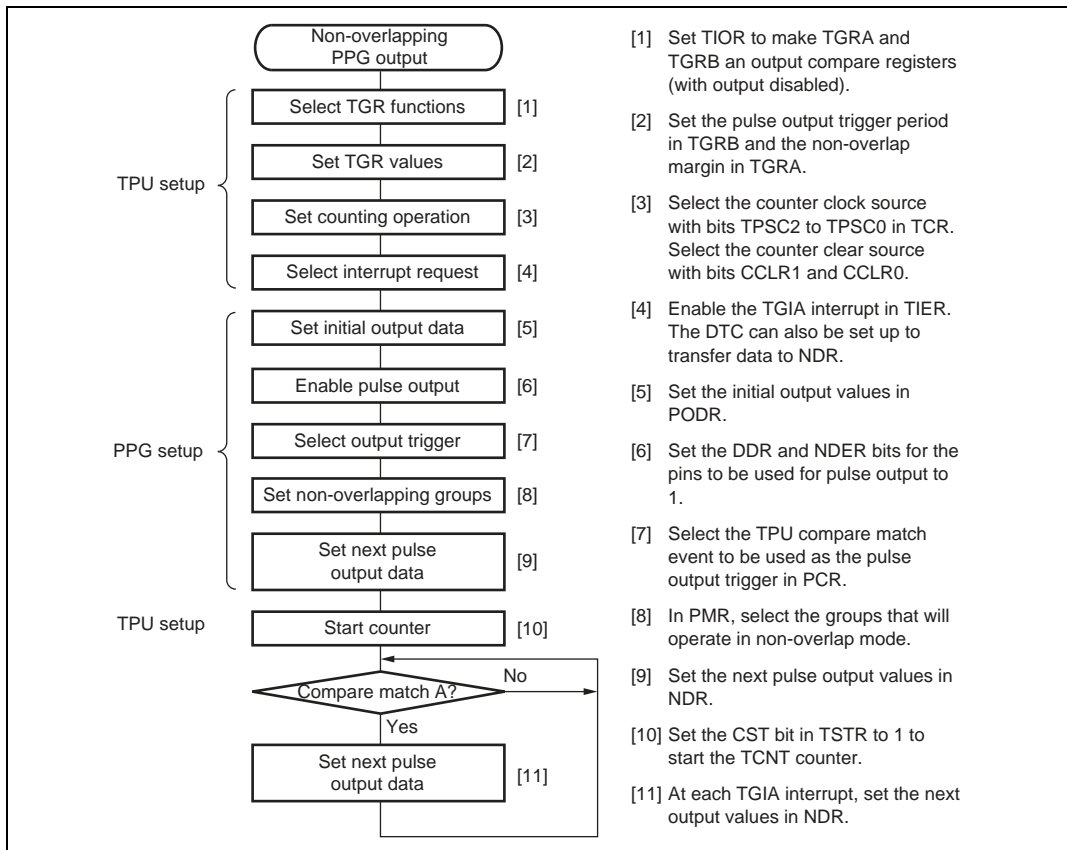 Non-overlapping
PPG output
TPU setup
Select TGR functions [1]
Set TGR values [2]
Set counting operation [3]
Select interrupt request [4]
PPG setup
Set initial output data [5]
Enable pulse output [6]
Select output trigger [7]
Set non-overlapping groups [8]
Set next pulse
output data [9]
TPU setup
Start counter [10]
Compare match A?
No
Yes
Set next pulse
output data [11]
[1] Set TIOR to make TGRA and
TGRB an output compare registers
(with output disabled).
[2] Set the pulse output trigger period
in TGRB and the non-overlap
margin in TGRA.
[3] Select the counter clock source
with bits TPSC2 to TPSC0 in TCR.
Select the counter clear source
with bits CCLR1 and CCLR0.
[4] Enable the TGIA interrupt in TIER.
The DTC can also be set up to
transfer data to NDR.
[5] Set the initial output values in
PODR.
[6] Set the DDR and NDER bits for the
pins to be used for pulse output to
1.
[7] Select the TPU compare match
event to be used as the pulse
output trigger in PCR.
[8] In PMR, select the groups that will
operate in non-overlap mode.
[9] Set the next pulse output values in
NDR.
[10] Set the CST bit in TSTR to 1 to
start the TCNT counter.
[11] At each TGIA interrupt, set the next
output values in NDR.